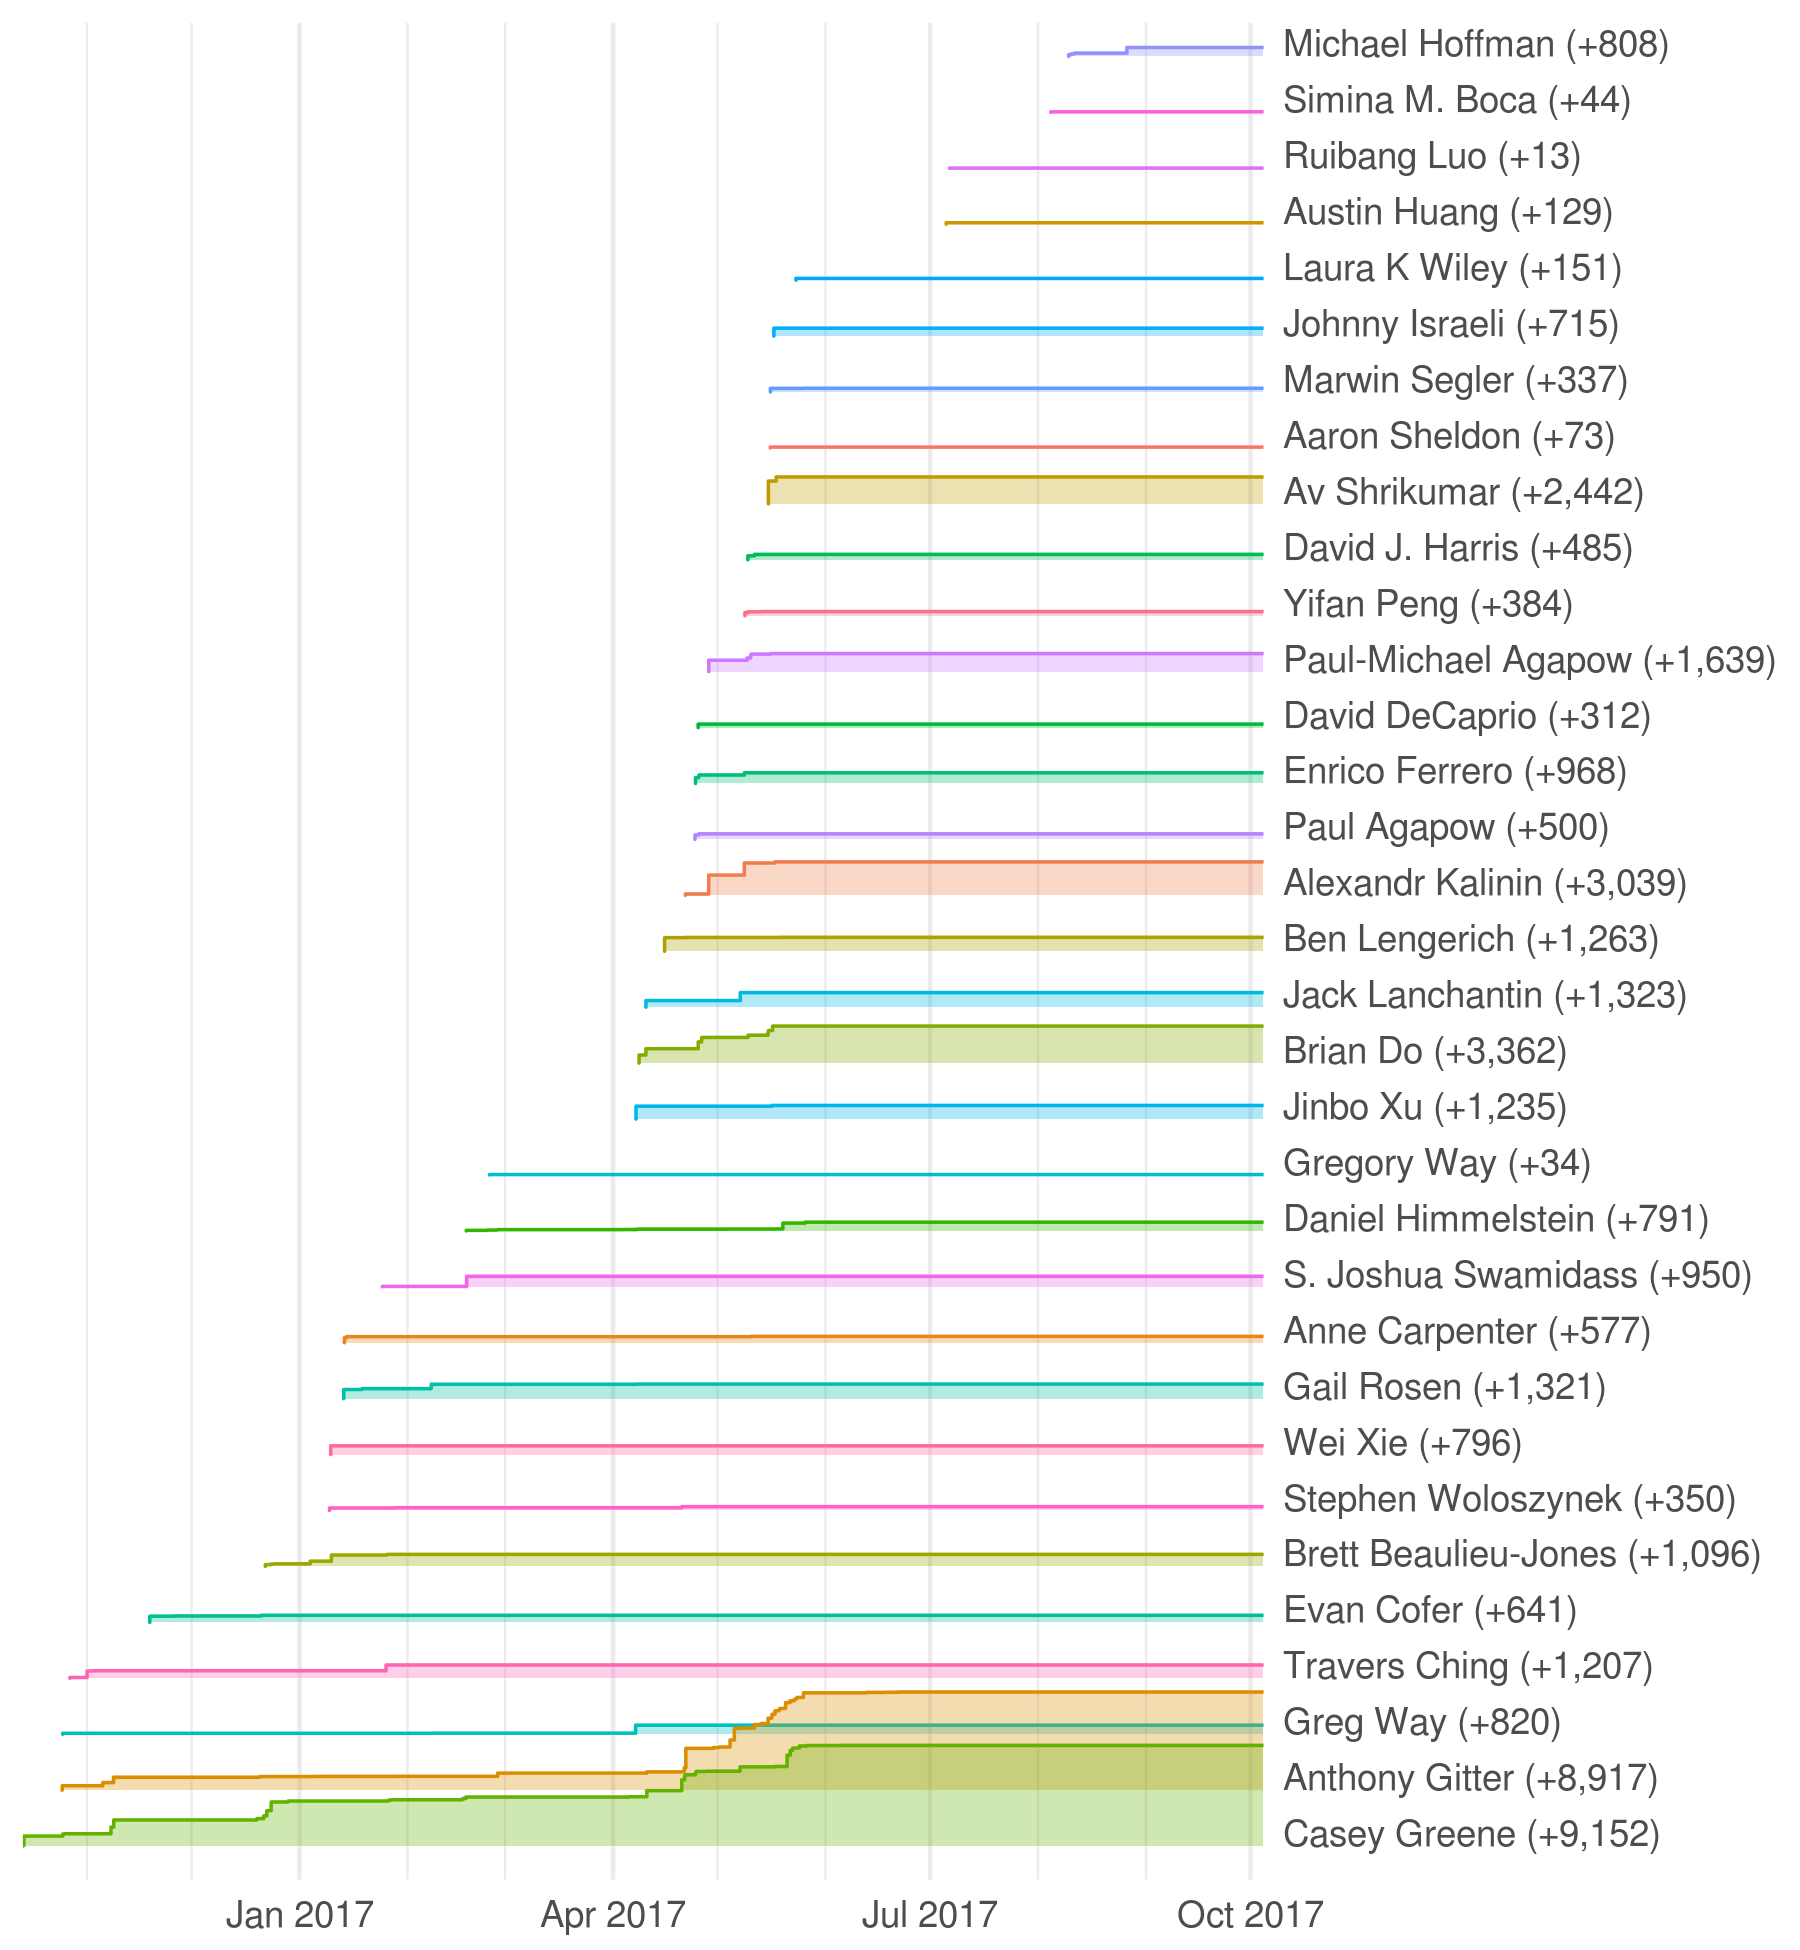 Michael Hoffman (+808)
Simina M. Boca (+44)
Ruibang Luo (+13)
Austin Huang (+129)
Laura K Wiley (+151)
Johnny Israeli (+715)
Marwin Segler (+337)
Aaron Sheldon (+73)
Av Shrikumar (+2,442)
David J. Harris (+485)
Yifan Peng (+384)
Paul-Michael Agapow (+1,639)
David DeCaprio (+312)
Enrico Ferrero (+968)
Paul Agapow (+500)
Alexandr Kalinin (+3,039)
Ben Lengerich (+1,263)
Jack Lanchantin (+1,323)
Brian Do (+3,362)
Jinbo Xu (+1,235)
Gregory Way (+34)
Daniel Himmelstein (+791)
S. Joshua Swamidass (+950)
Anne Carpenter (+577)
Gail Rosen (+1,321)
Wei Xie (+796)
Stephen Woloszynek (+350)
Brett Beaulieu-Jones (+1,096)
Evan Cofer (+641)
Travers Ching (+1,207)
Greg Way (+820)
Anthony Gitter (+8,917)
Casey Greene (+9,152)
Jan 2017 Apr 2017 Jul 2017 Oct 2017